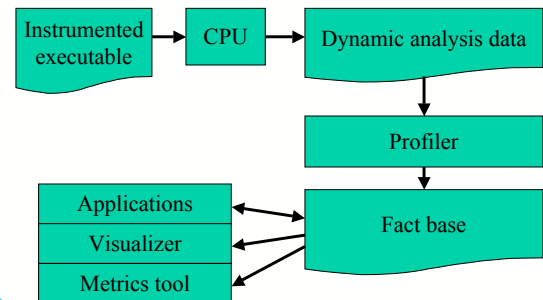 Instrumented
executable
CPU
Dynamic analysis data
Profiler
Applications
Visualizer
Metrics tool
Fact base